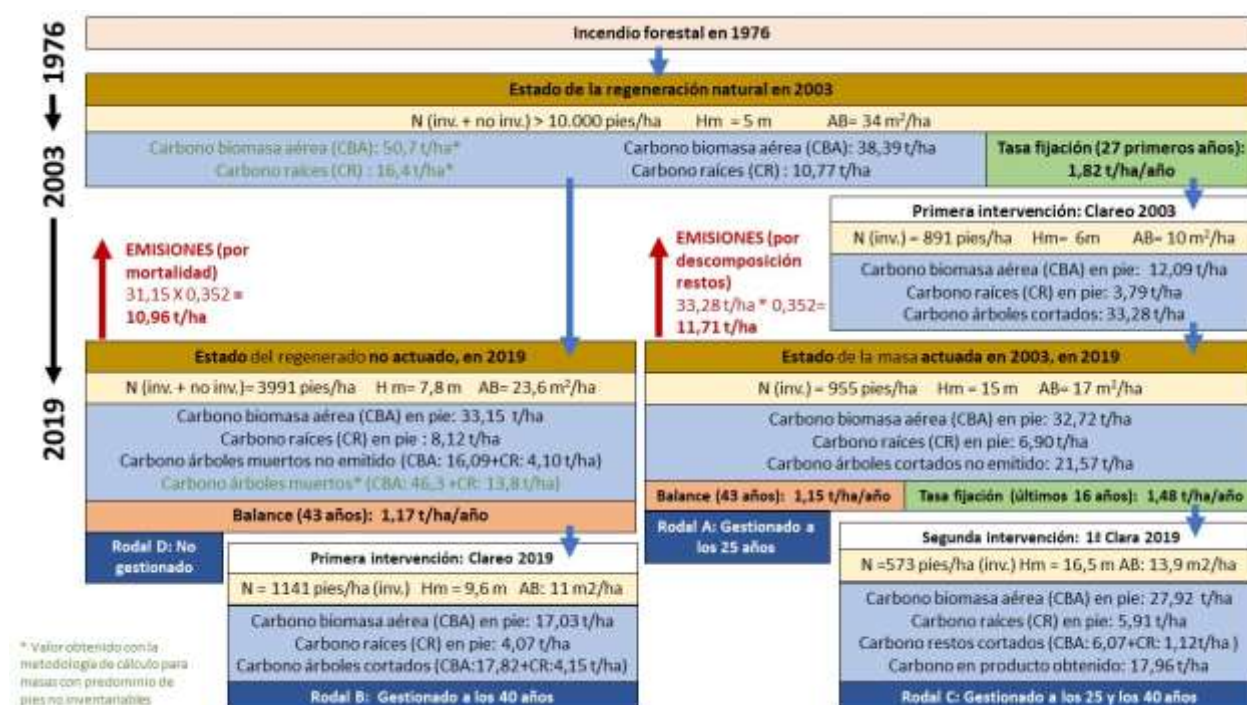 1976
2003
2019
Incendio forestal en 1976
Estado de la regeneración natural en 2003
N (inv. + no inv.) > 10.000 pies/ha Hm = 5 m AB= 34 m²/ha
Carbono biomasa aérea (CBA): 50,7 t/ha*
Carbono raíces (CR) : 16,4 t/ha*
Carbono biomasa aérea (CBA): 38,39 t/ha
Carbono raíces (CR) : 10,77 t/ha
Tasa fijación (27 primeros años):
1,82 t/ha/año
Primera intervención: Clareo 2003
N (inv.) = 891 pies/ha Hm= 6m AB= 10 m²/ha
Carbono biomasa aérea (CBA) en pie: 12,09 t/ha
Carbono raíces (CR) en pie: 3,79 t/ha
Carbono árboles cortados: 33,28 t/ha
EMISIONES (por
mortalidad)
31,15 X 0,352 =
10,96 t/ha
EMISIONES (por
descomposición
restos)
33,28 t/ha * 0,352=
11,71 t/ha
Estado del regenerado no actuado, en 2019
N (inv. + no inv.)= 3991 pies/ha H m= 7,8 m AB= 23,6 m²/ha
Carbono biomasa aérea (CBA) en pie: 33,15 t/ha
Carbono raíces (CR) en pie : 8,12 t/ha
Carbono árboles muertos no emitido (CBA: 16,09+CR: 4,10 t/ha)
Carbono árboles muertos* (CBA: 46,3 +CR: 13,8 t/ha)
Balance (43 años): 1,17 t/ha/año
Rodal D: No
gestionado
Estado de la masa actuada en 2003, en 2019
N (inv.) = 955 pies/ha Hm = 15 m AB= 17 m²/ha
Carbono biomasa aérea (CBA) en pie: 32,72 t/ha
Carbono raíces (CR) en pie: 6,90 t/ha
Carbono árboles cortados no emitido: 21,57 t/ha
Balance (43 años): 1,15 t/ha/año
Tasa fijación (últimos 16 años): 1,48 t/ha/año
Rodal A: Gestionado a
los 25 años
Primera intervención: Clareo 2019
N = 1141 pies/ha (inv.) Hm = 9,6 m AB: 11 m2/ha
Carbono biomasa aérea (CBA) en pie: 17,03 t/ha
Carbono raíces (CR) en pie: 4,07 t/ha
Carbono árboles cortados (CBA:17,82+CR:4,15 t/ha)
Rodal B: Gestionado a los 40 años
Segunda intervención: 1ª Clara 2019
N =573 pies/ha (inv.) Hm = 16,5 m AB: 13,9 m2/ha
Carbono biomasa aérea (CBA) en pie: 27,92 t/ha
Carbono raíces (CR) en pie: 5,91 t/ha
Carbono restos cortados (CBA: 6,07+CR: 1,12t/ha)
Carbono en producto obtenido: 17,96 t/ha
Rodal C: Gestionado a los 25 y los 40 años
* Valor obtenido con la
metodología de cálculo para
masas con predominio de
pies no inventariables